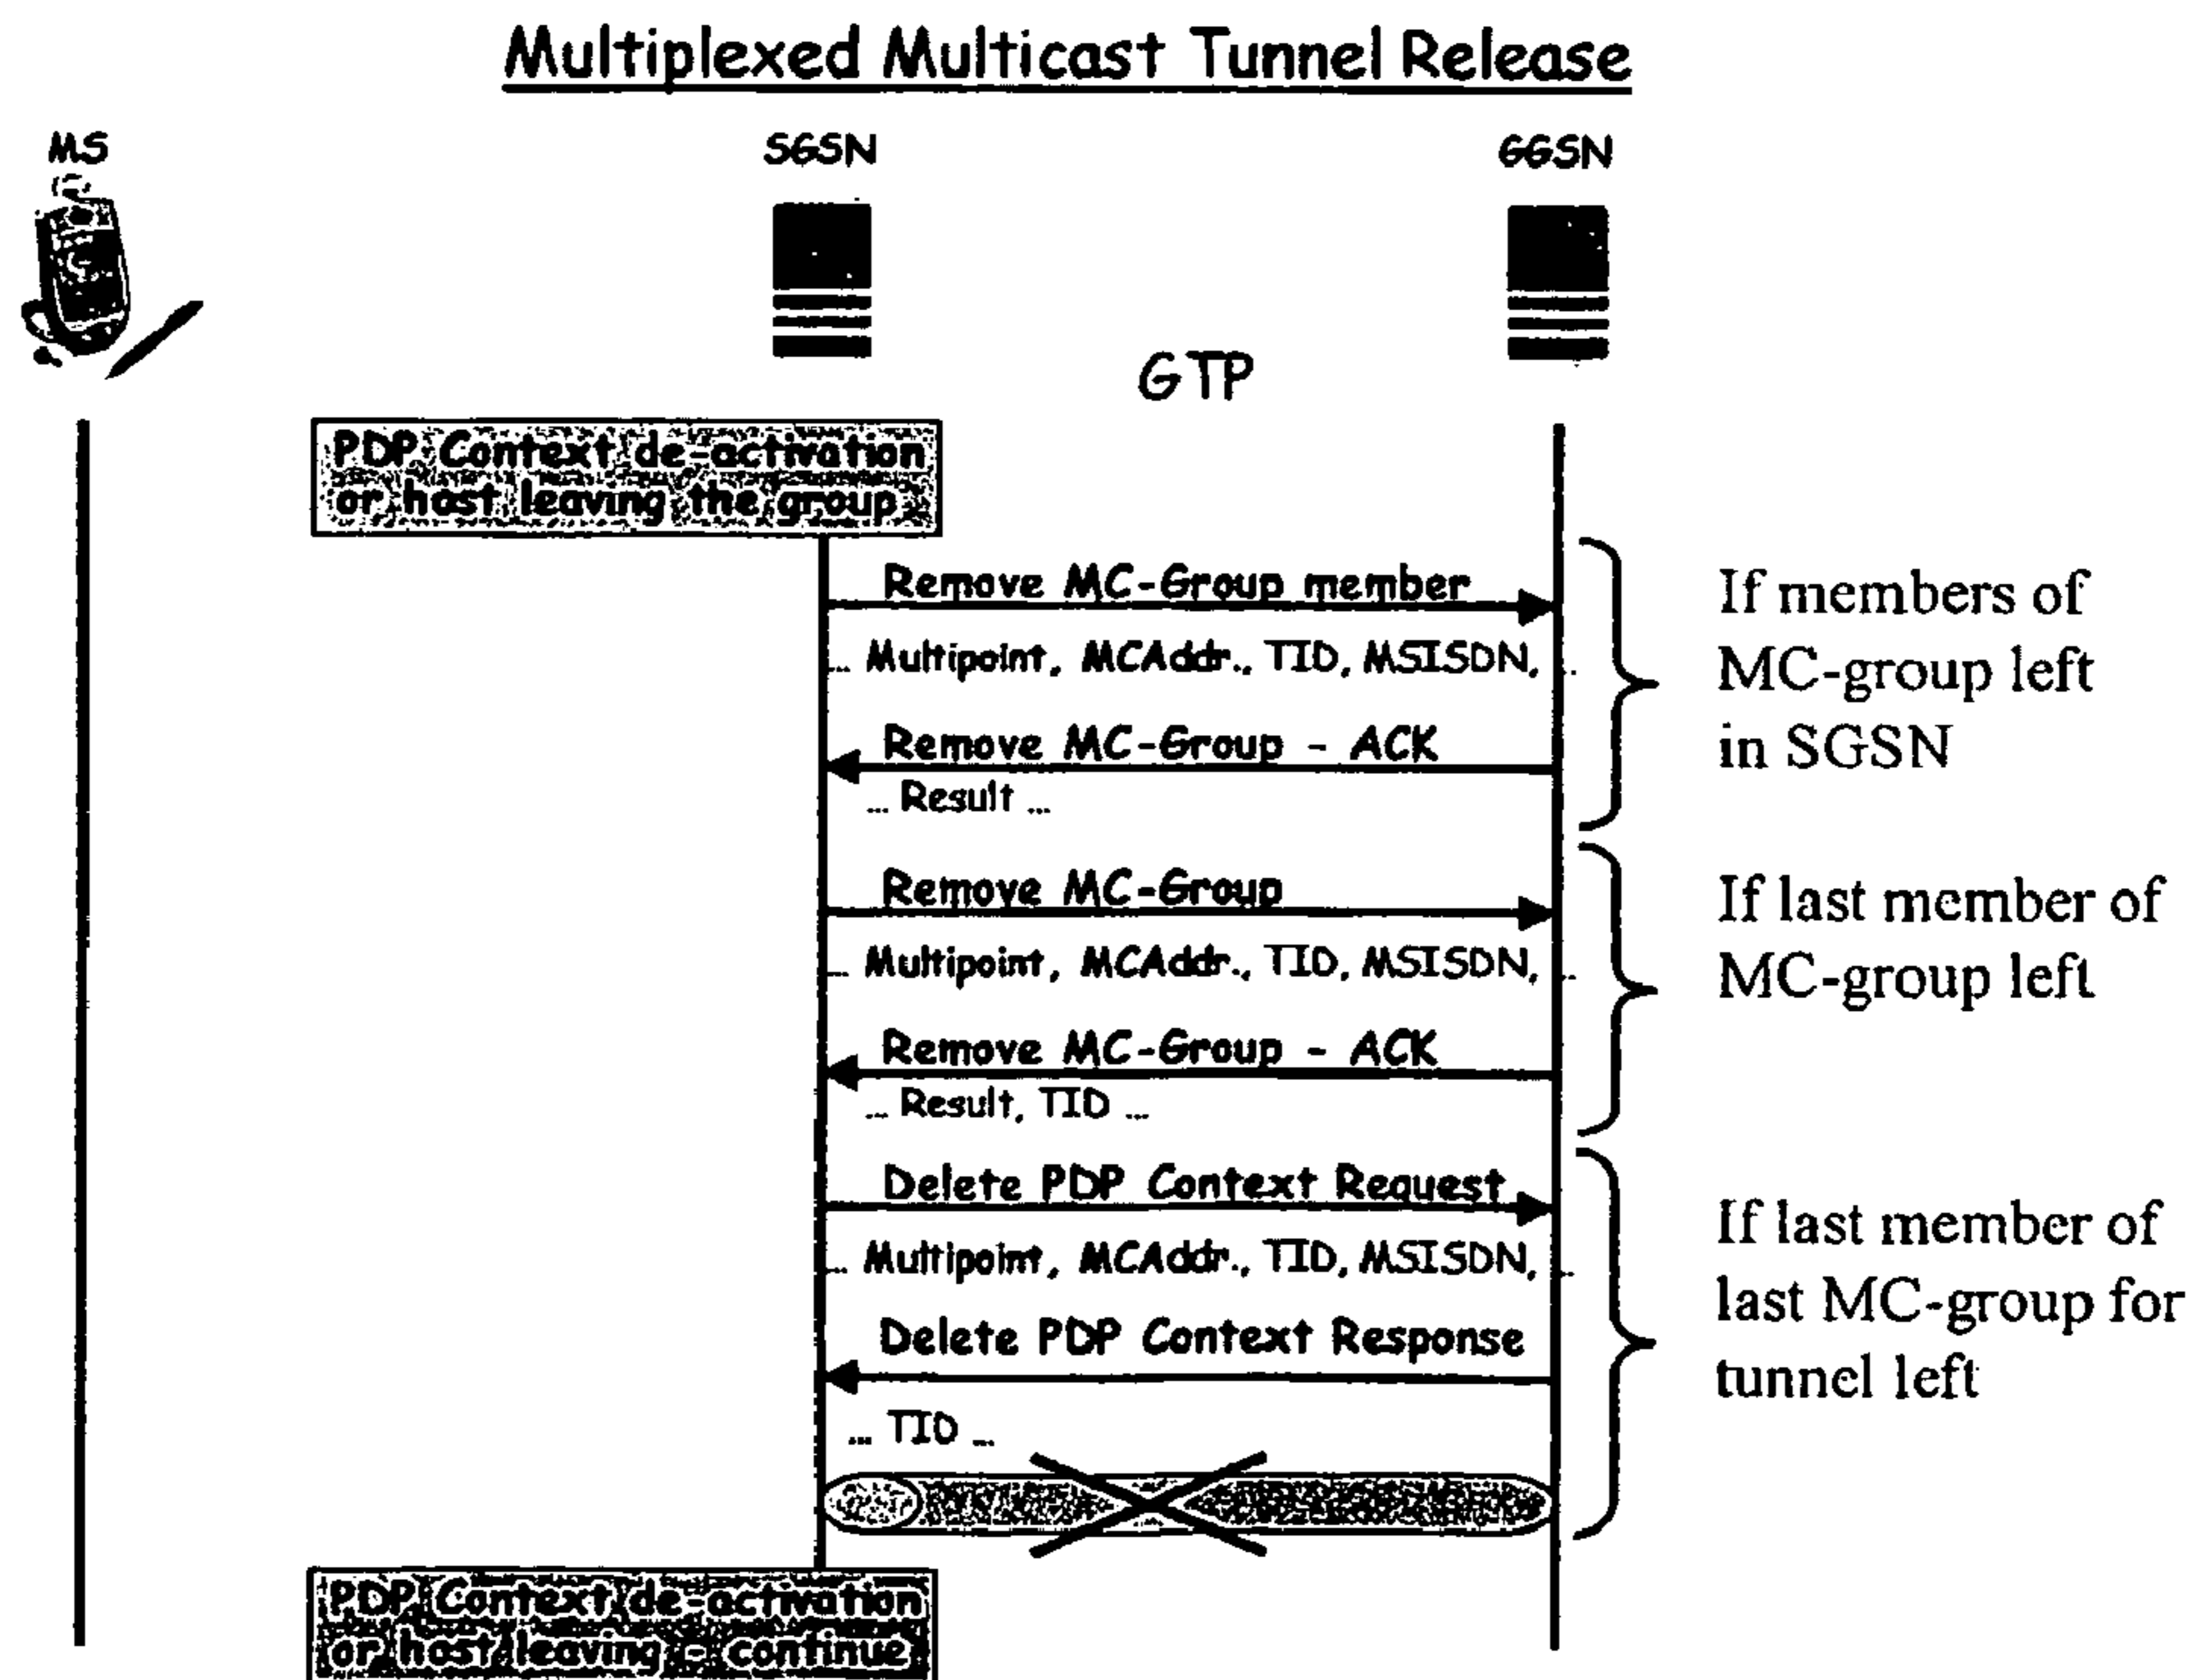 Multiplexed Multicast Tunnel Release
MS
SGSN
GGSN
GTP
PDP Context de-activation
or host leaving the group
Remove MC-Group member
... Multipoint, MCAddr., TID, MSISDN, ...
Remove MC-Group - ACK
... Result ...
If members of
MC-group left
in SGSN
Remove MC-Group
... Multipoint, MCAddr., TID, MSISDN, ...
Remove MC-Group - ACK
... Result, TID ...
If last member of
MC-group left
Delete PDP Context Request
... Multipoint, MCAddr., TID, MSISDN, ...
Delete PDP Context Response
... TID ...
If last member of
last MC-group for
tunnel left
PDP Context de-activation
or host leaving - continue